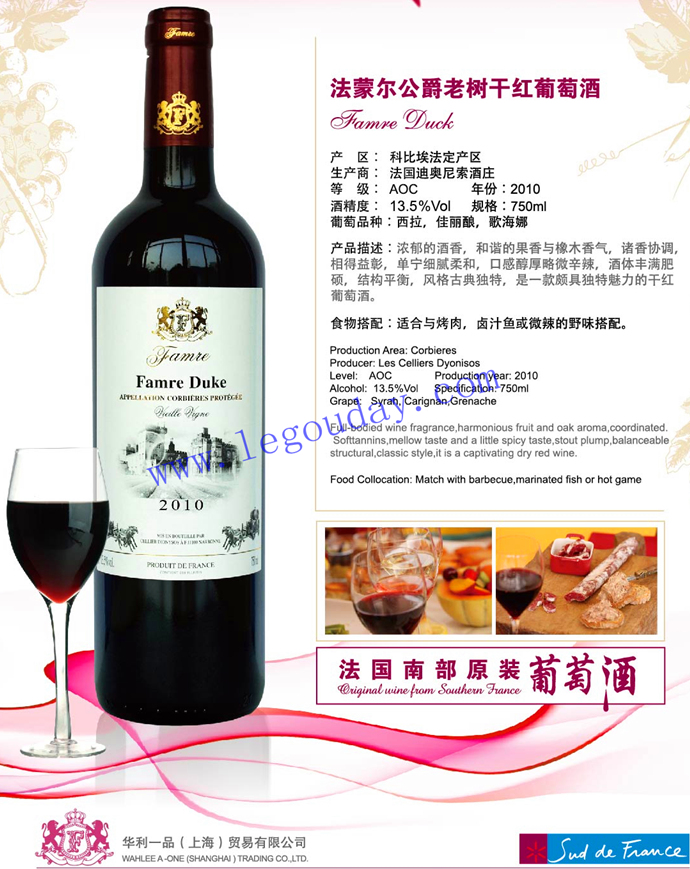 Famre
法蒙尔公爵老树干红葡萄酒
Famre Duck
产 区： 科比埃法定产区
生产商： 法国迪奥尼索酒庄
等 级： AOC 年份：2010
酒精度： 13.5%Vol 规格：750ml
葡萄品种：西拉，佳丽酿，歌海娜
产品描述：浓郁的酒香，和谐的果香与橡木香气，诸香协调，
相得益彰，单宁细腻柔和，口感醇厚略微辛辣，酒体丰满肥
硕，结构平衡，风格古典独特，是一款颇具独特魅力的干红
葡萄酒。
食物搭配：适合与烤肉，卤汁鱼或微辣的野味搭配。
Production Area: Corbieres
Producer: Les Celliers Dyonisos
Level: AOC Production year: 2010
Alcohol: 13.5%Vol Specification: 750ml
Grape: Syrah, Carignan,Grenache
Full-bodied wine fragrance,harmonious fruit and oak aroma,coordinated.
Softtannins,mellow taste and a little spicy taste,stout plump,balanceable
structural,classic style,it is a captivating dry red wine.
Food Collocation: Match with barbecue,marinated fish or hot game
F
Famre
Famre Duke
APPELLATION CORBIÈRES PROTÉGÉE
Vieille Vigne
2010
MIS EN BOUTEILLE PAR
PRODUIT DE FRANCE
www.legouday.com
法国南部原装 葡萄酒
Original wine from Southern France
F
华利一品（上海）贸易有限公司
WAHLEE A-ONE (SHANGHAI ) TRADING CO.,LTD.
Sud de France